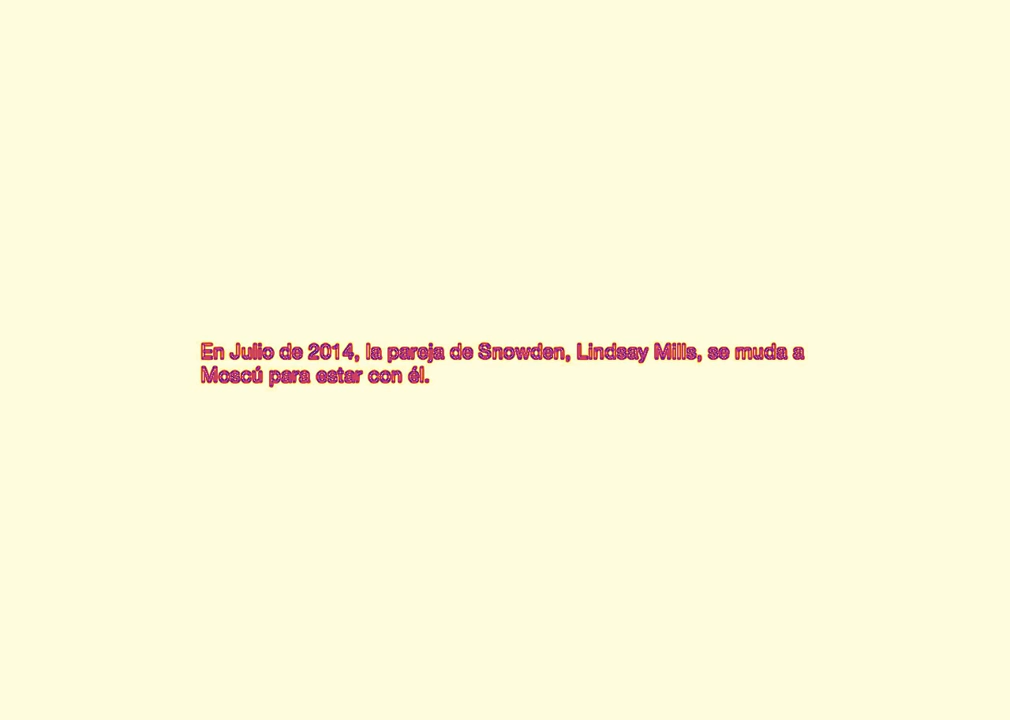 En Julio de 2014, la pareja de Snowden, Lindsay Mills, se muda a
Moscú para estar con él.